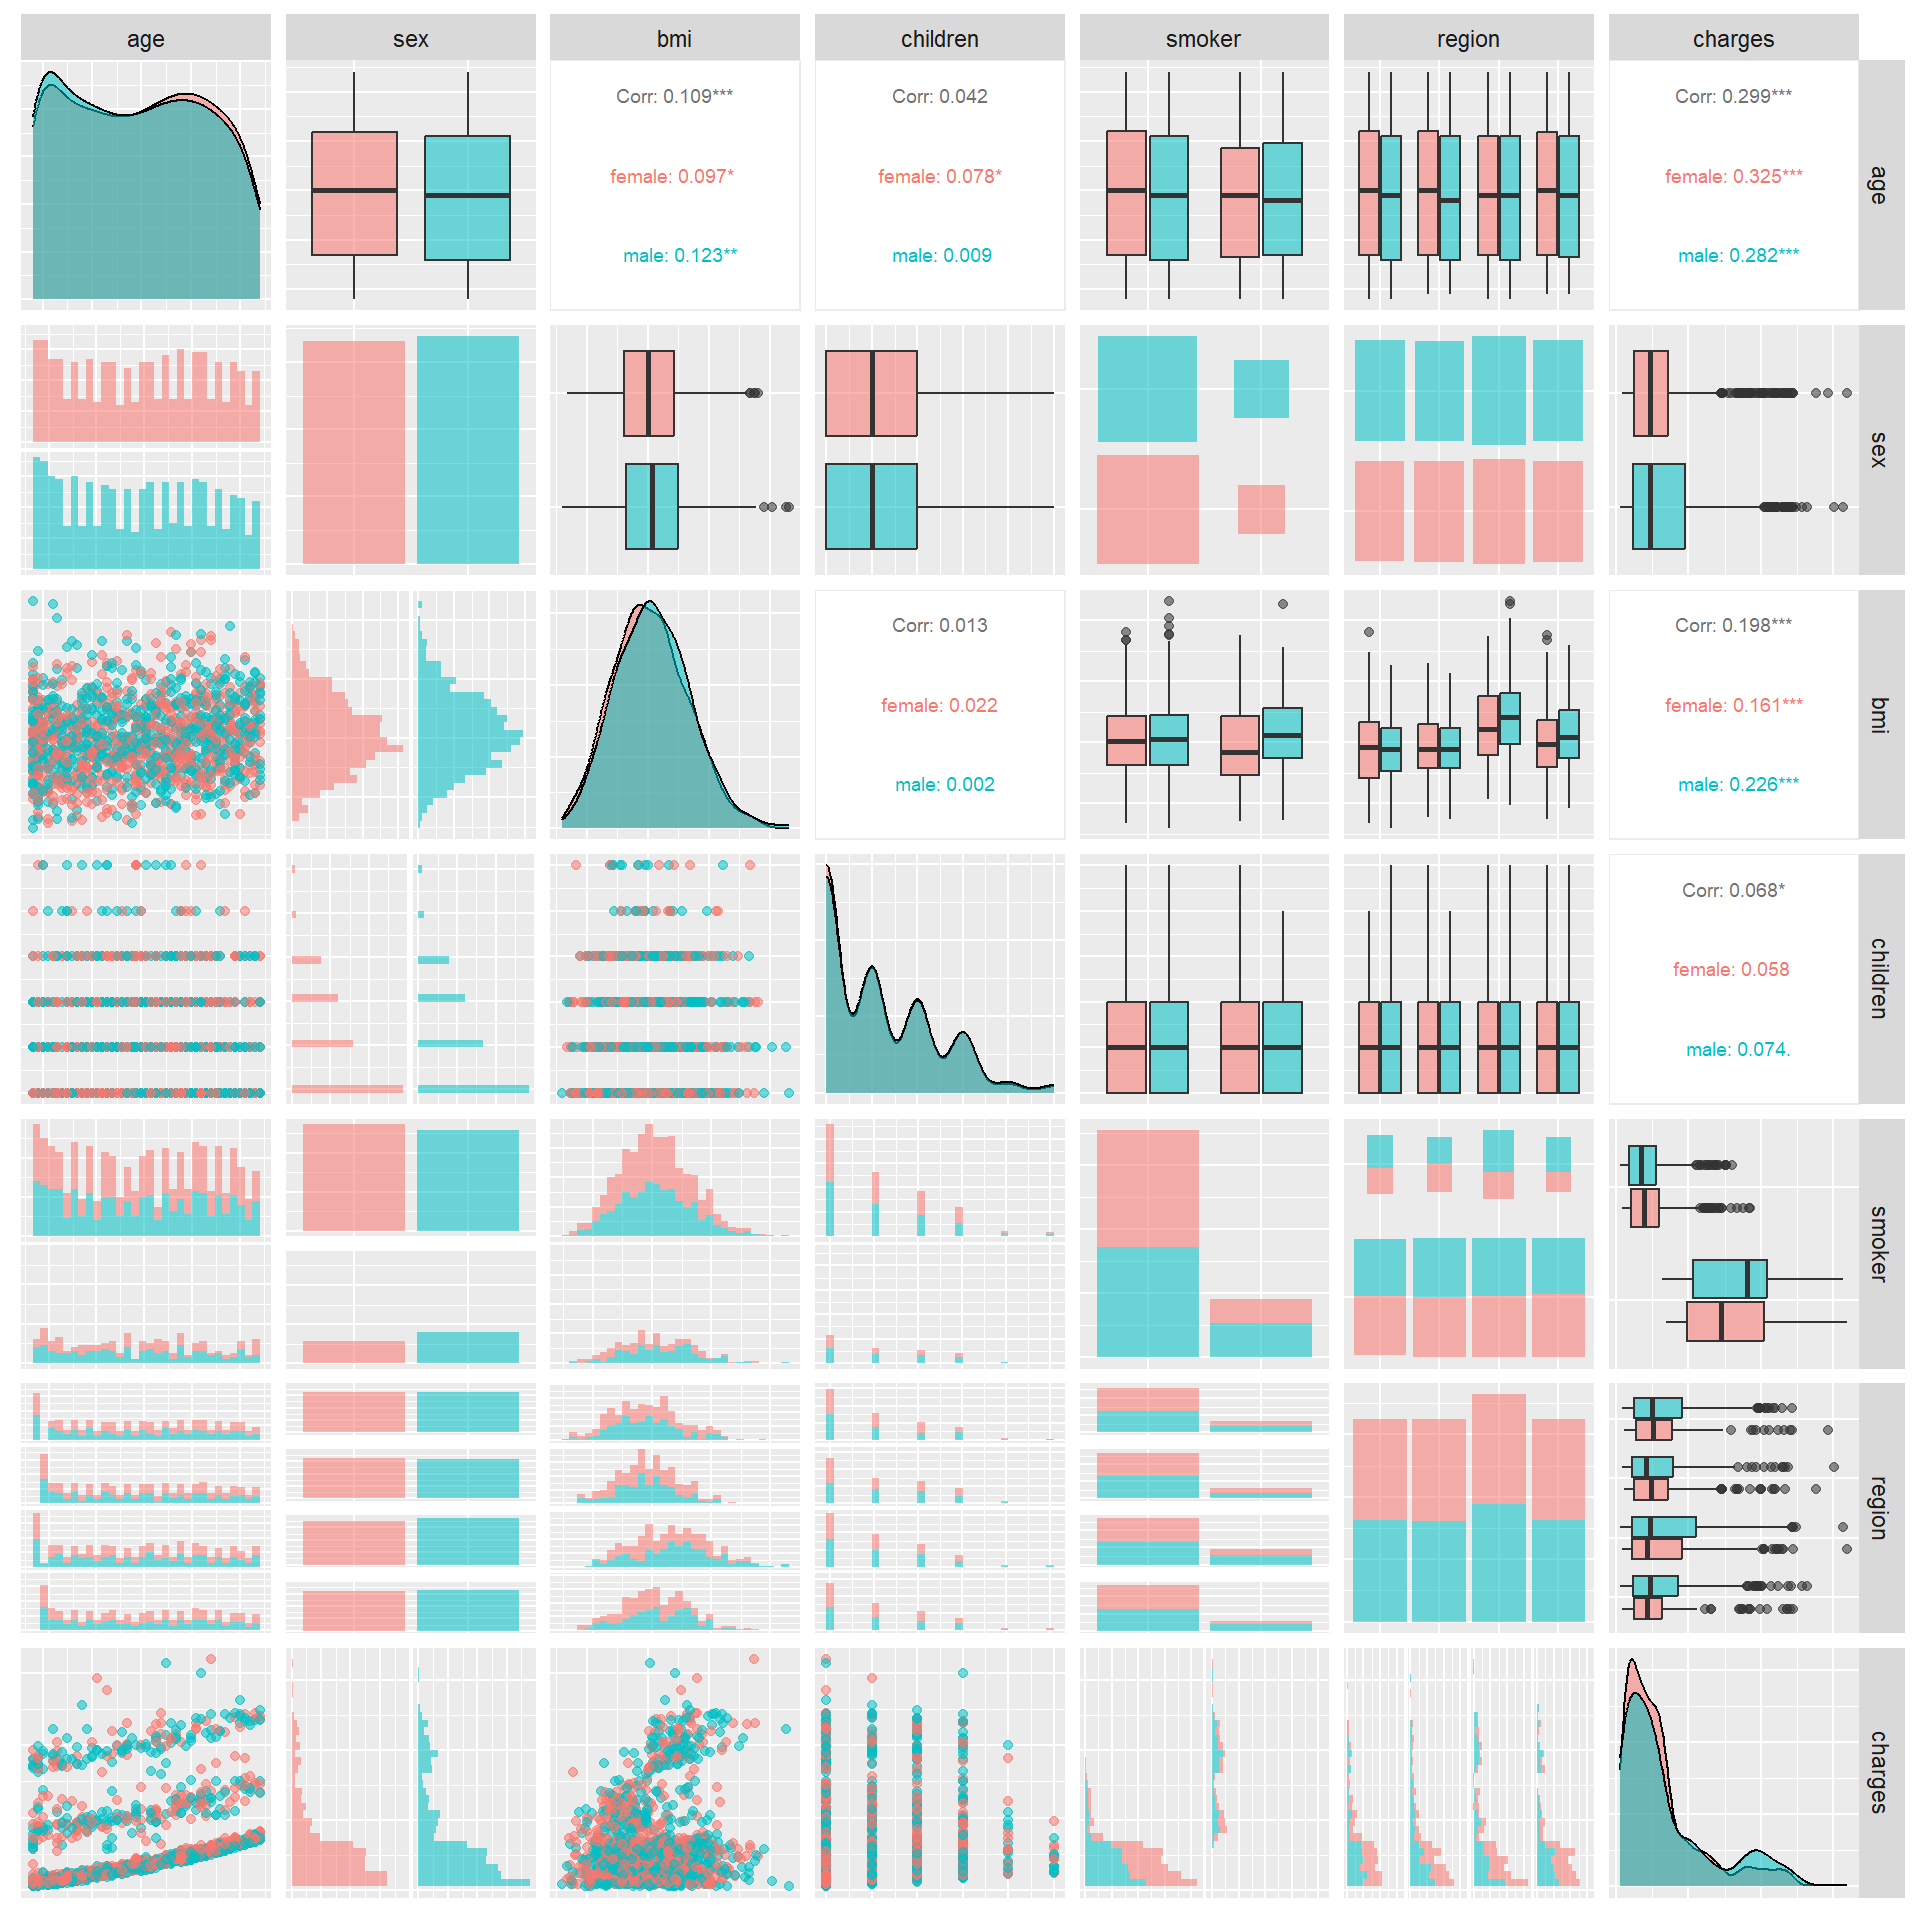 age
sex
bmi
children
smoker
region
charges
Corr: 0.109***
female: 0.097*
male: 0.123**
Corr: 0.042
female: 0.078*
male: 0.009
Corr: 0.299***
female: 0.325***
male: 0.282***
age
sex
Corr: 0.013
female: 0.022
male: 0.002
Corr: 0.198***
female: 0.161***
male: 0.226***
bmi
Corr: 0.068*
female: 0.058
male: 0.074.
children
smoker
region
charges